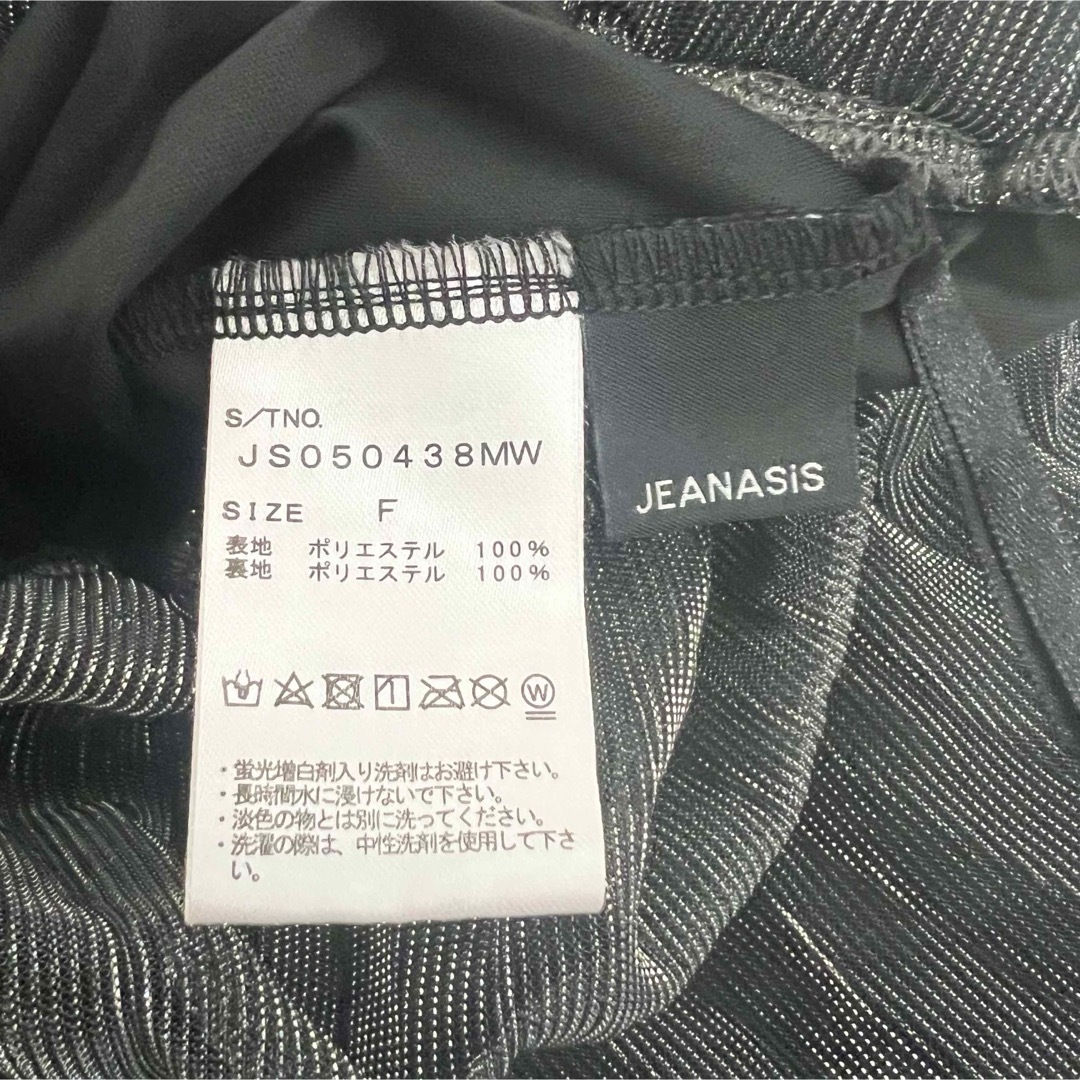 S/TNO.
JS050438MW
SIZE F
表地 ポリエステル 100%
裏地 ポリエステル 100%
W
・蛍光増白剤入り洗剤はお避け下さい。
・長時間水に浸けないで下さい。
・淡色の物とは別に洗ってください。
・洗濯の際は、中性洗剤を使用して下さ
い。
JEANASiS